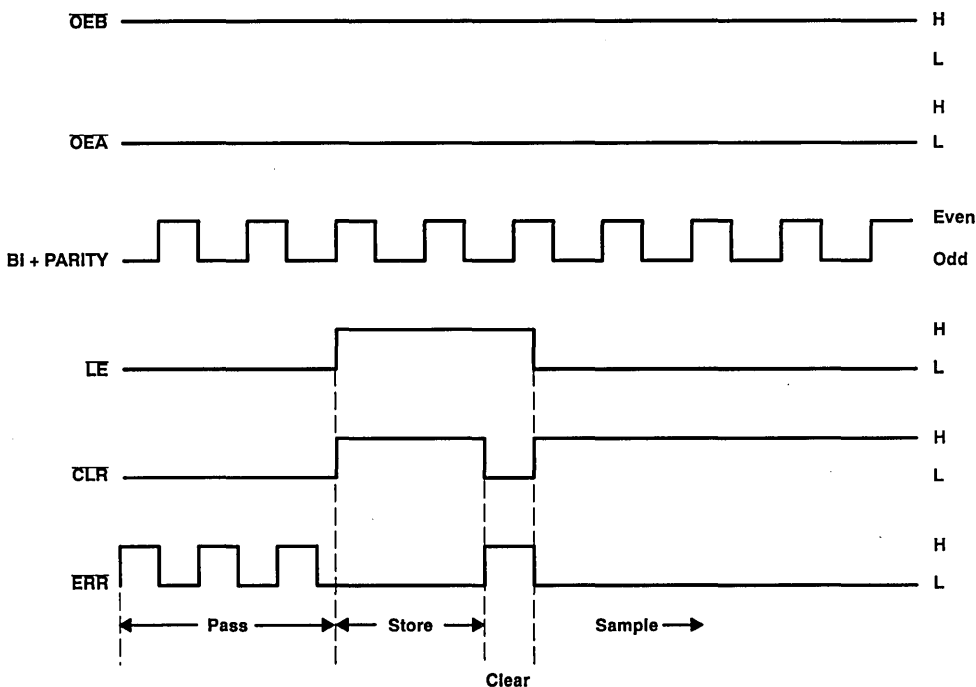 OEB H
L
H
OEA L
Even
Bi + PARITY Odd
H
LE L
H
CLR L
H
ERR L
Pass Store Sample
Clear